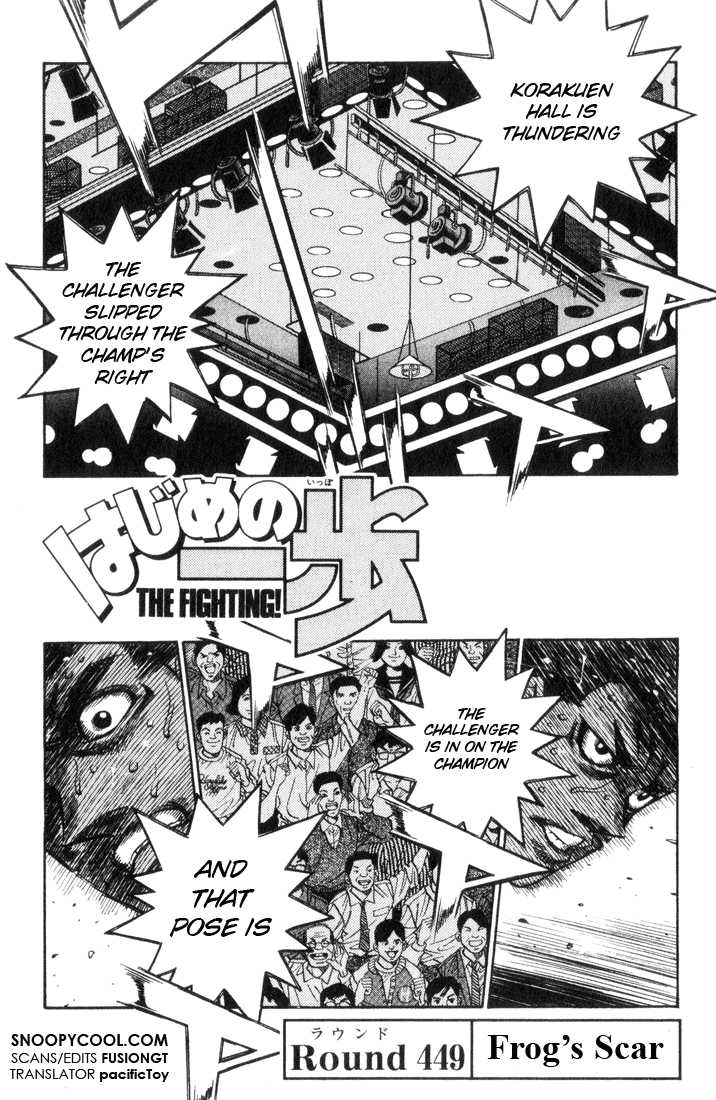 KORAKUEN
HALL IS
THUNDERING
THE
CHALLENGER
SLIPPED
THROUGH THE
CHAMP'S
RIGHT
いっぽ
はじめの一歩
THE FIGHTING!
THE
CHALLENGER
IS IN ON THE
CHAMPION
AND
THAT
POSE IS
SNOOPYCOOL.COM
SCANS/EDITS FUSIONGT
TRANSLATOR pacificToy
ラウンド
Round 449
Frog's Scar